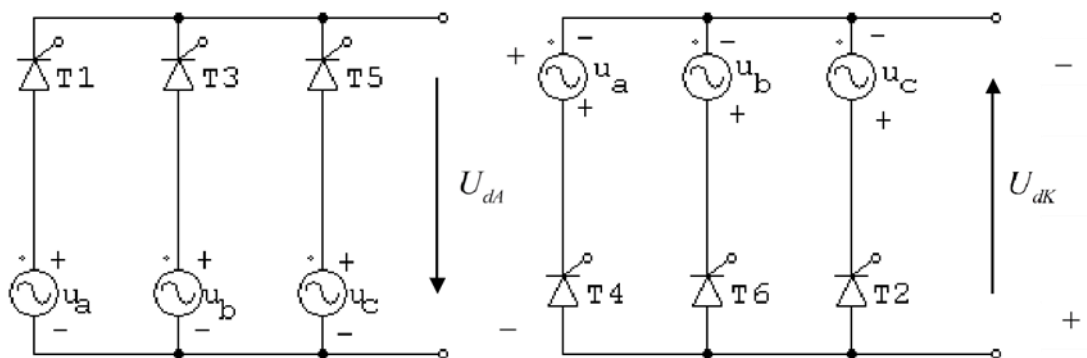 + − − − −
T1 T3 T5 u_a u_b u_c
+ + +
U_dA U_dK
+ + + T4 T6 T2
u_a u_b u_c
− − − − +